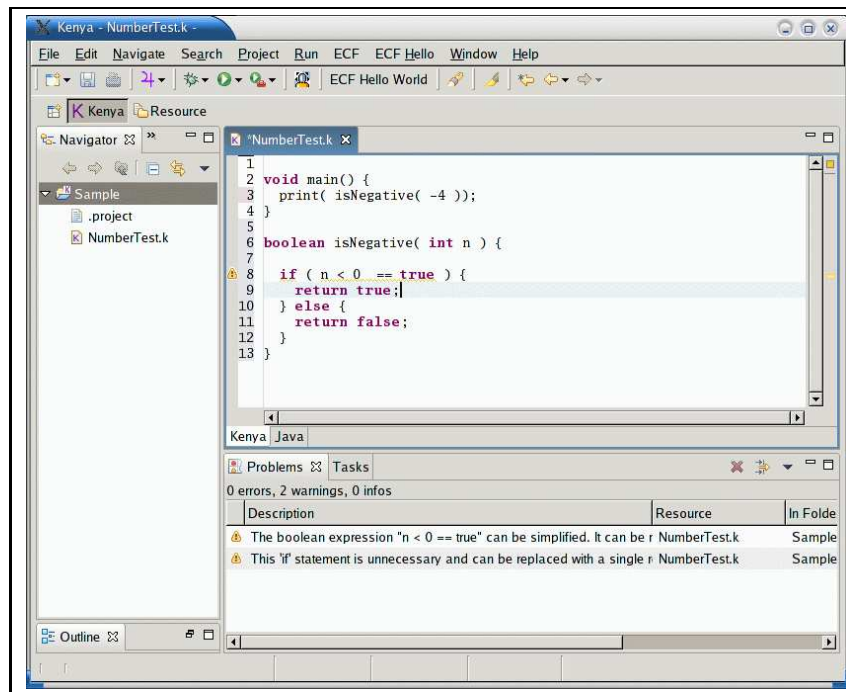 Kenya - NumberTest.k -
File Edit Navigate Search Project Run ECF ECF Hello Window Help
ECF Hello World
Kenya Resource
Navigator
Sample
.project
NumberTest.k
*NumberTest.k
1
2 void main() {
3 print( isNegative( -4 ));
4 }
5
6 boolean isNegative( int n ) {
7
8 if ( n < 0 == true ) {
9 return true;
10 } else {
11 return false;
12 }
13 }
Kenya Java
Problems Tasks
0 errors, 2 warnings, 0 infos
Description Resource In Folde
The boolean expression "n < 0 == true" can be simplified. It can be r NumberTest.k Sample
This 'if' statement is unnecessary and can be replaced with a single r NumberTest.k Sample
Outline